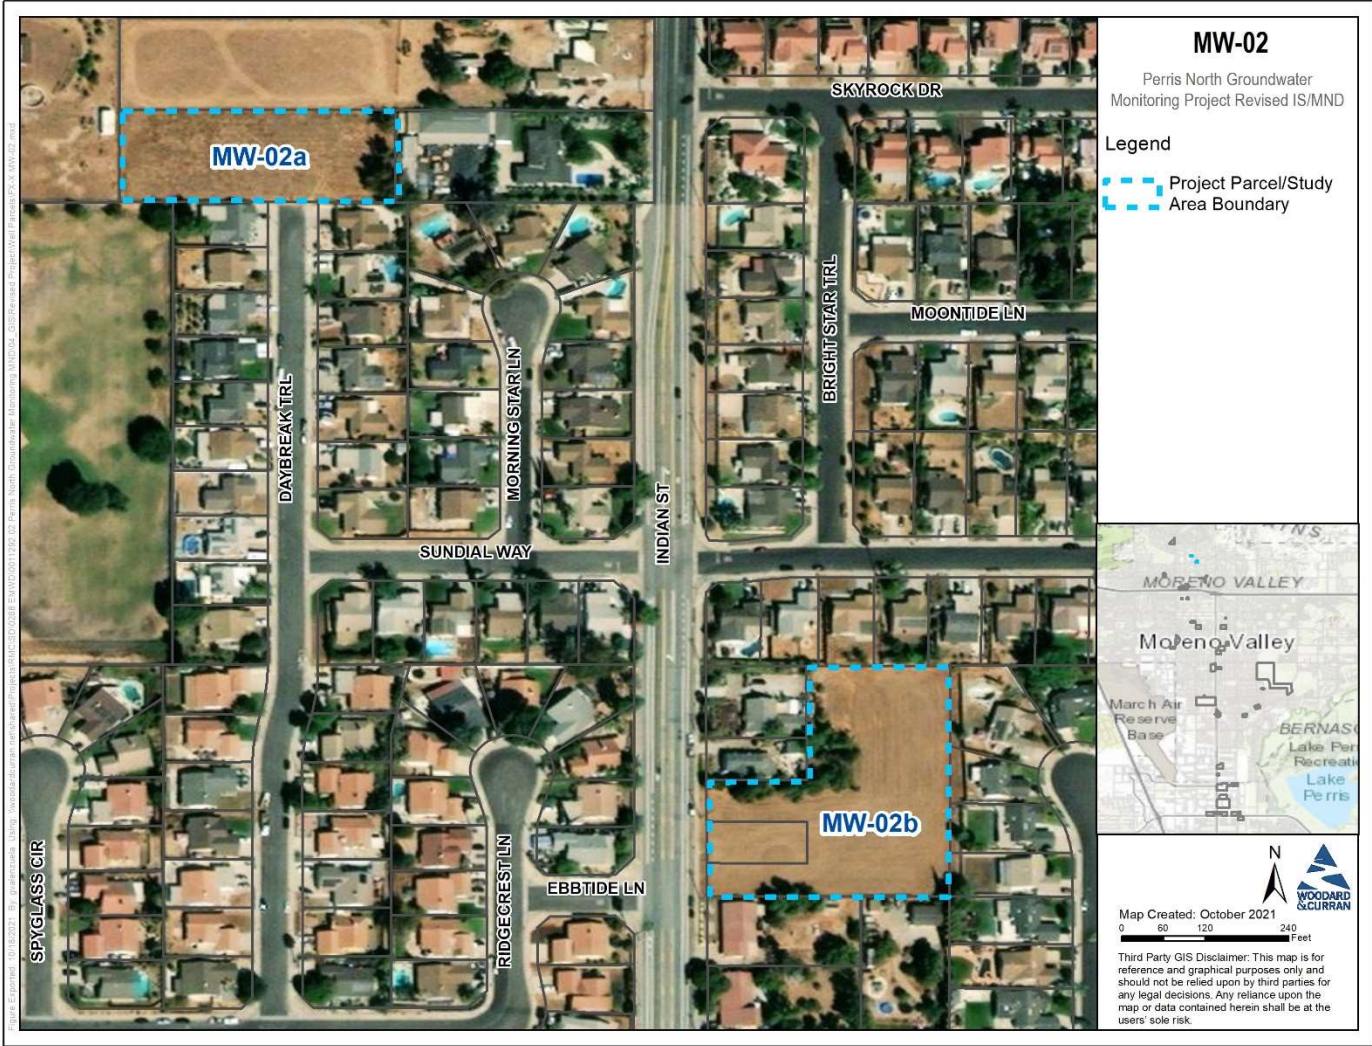 MW-02
Perris North Groundwater
Monitoring Project Revised IS/MND
Legend
Project Parcel/Study
Area Boundary
SKYROCK DR
MW-02a
BRIGHT STAR TRL
MOONTIDE LN
DAYBREAK TRL
MORNING STAR LN
INDIAN ST
SUNDIAL WAY
MW-02b
SPYGLASS CIR
RIDGECREST LN
EBBTIDE LN
MORENO VALLEY
Moreno Valley
March Air
Reserve
Base
Lake
Perris
N
WOODARD
&CURRAN
Map Created: October 2021
0 60 120 240
Feet
Third Party GIS Disclaimer: This map is for
reference and graphical purposes only and
should not be relied upon by third parties for
any legal decisions. Any reliance upon the
map or data contained herein shall be at the
users' sole risk.